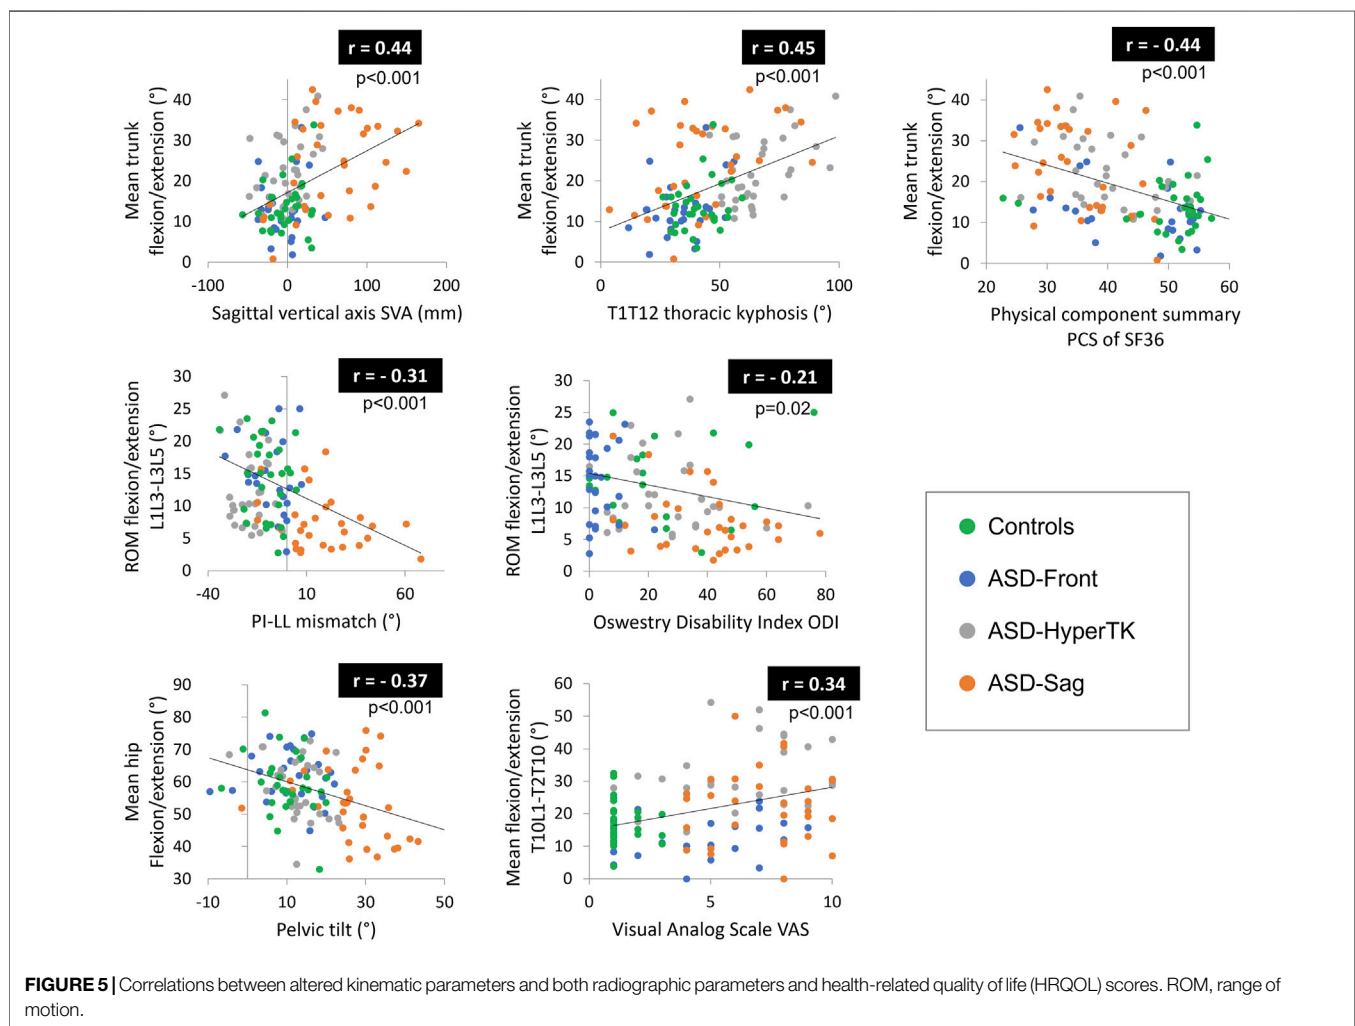 r = 0.44
p<0.001
Mean trunk
flexion/extension (°)
40
30
20
10
0
-100
0
100
200
Sagittal vertical axis SVA (mm)
r = 0.45
p<0.001
Mean trunk
flexion/extension (°)
40
30
20
10
0
0
50
100
T1T12 thoracic kyphosis (°)
r = - 0.44
p<0.001
Mean trunk
flexion/extension (°)
40
30
20
10
0
20
30
40
50
60
Physical component summary
PCS of SF36
r = - 0.31
p<0.001
ROM flexion/extension
L1L3-L3L5 (°)
30
25
20
15
10
5
0
-40
10
60
PI-LL mismatch (°)
r = - 0.21
p=0.02
ROM flexion/extension
L1L3-L3L5 (°)
30
25
20
15
10
5
0
0
20
40
60
80
Oswestry Disability Index ODI
Controls
ASD-Front
ASD-HyperTK
ASD-Sag
r = - 0.37
p<0.001
Mean hip
Flexion/extension (°)
90
80
70
60
50
40
30
-10
10
30
50
Pelvic tilt (°)
r = 0.34
p<0.001
Mean flexion/extension
T10L1-T2T10 (°)
60
50
40
30
20
10
0
0
5
10
Visual Analog Scale VAS
FIGURE 5 | Correlations between altered kinematic parameters and both radiographic parameters and health-related quality of life (HRQOL) scores. ROM, range of
motion.